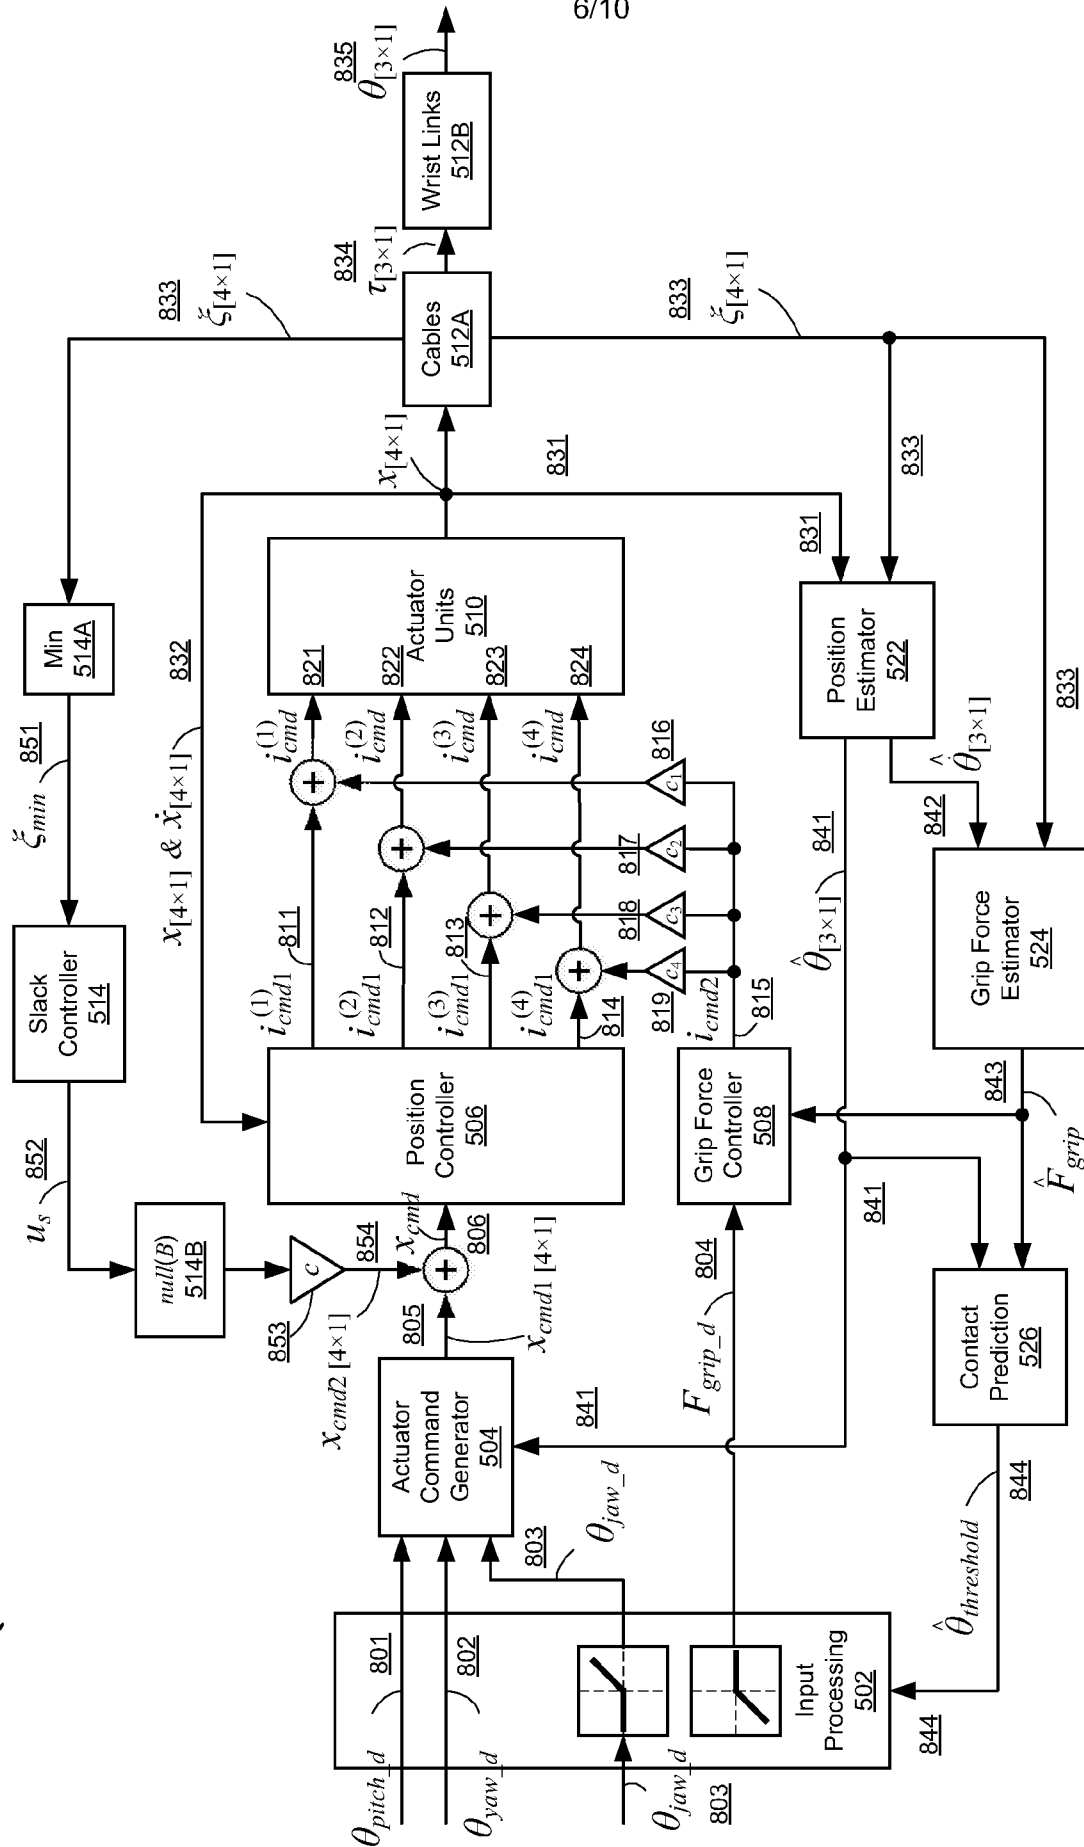 6/10
835
θ[3×1]
Wrist Links
512B
834
τ[3×1]
833
ξ[4×1]
Cables
512A
833
ξ[4×1]
x[4×1]
831
833
Min
514A
832
Actuator
Units
510
821
822
823
824
831
Position
Estimator
522
833
851
ξmin
x[4×1] & ẋ[4×1]
i(1)cmd
i(2)cmd
i(3)cmd
i(4)cmd
816
c1
817
c2
818
c3
819
c4
841
θ̂[3×1]
842
θ̇̂[3×1]
Slack
Controller
514
811
i(1)cmd1
812
i(2)cmd1
813
i(3)cmd1
814
i(4)cmd1
icmd2
815
Grip Force
Estimator
524
852
us
Position
Controller
506
Grip Force
Controller
508
843
F̂grip
841
null(B)
514B
c
853
854
xcmd
806
xcmd2 [4×1]
805
xcmd1 [4×1]
804
Fgrip_d
Contact
Prediction
526
Actuator
Command
Generator
504
841
803
θjaw_d
844
θ̂threshold
801
802
Input
Processing
502
844
θpitch_d
θyaw_d
θjaw_d
803